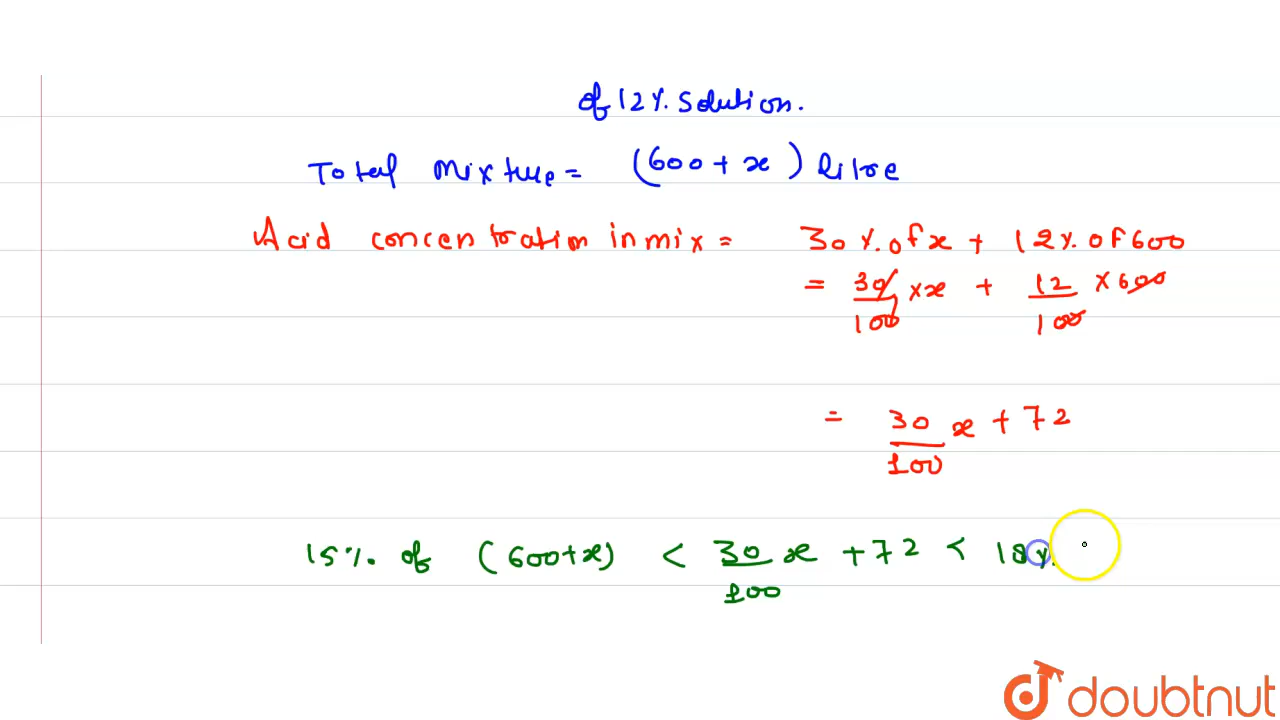 of 12%. Solution.
Total mixture = (600 + x) litre
Acid concentration in mix = 30%. of x + 12%. of 600
= 30/100 × x + 12/100 × 600
= 30/100 x + 72
15%. of (600+x) < 30/100 x + 72 < 18%.
doubtnut